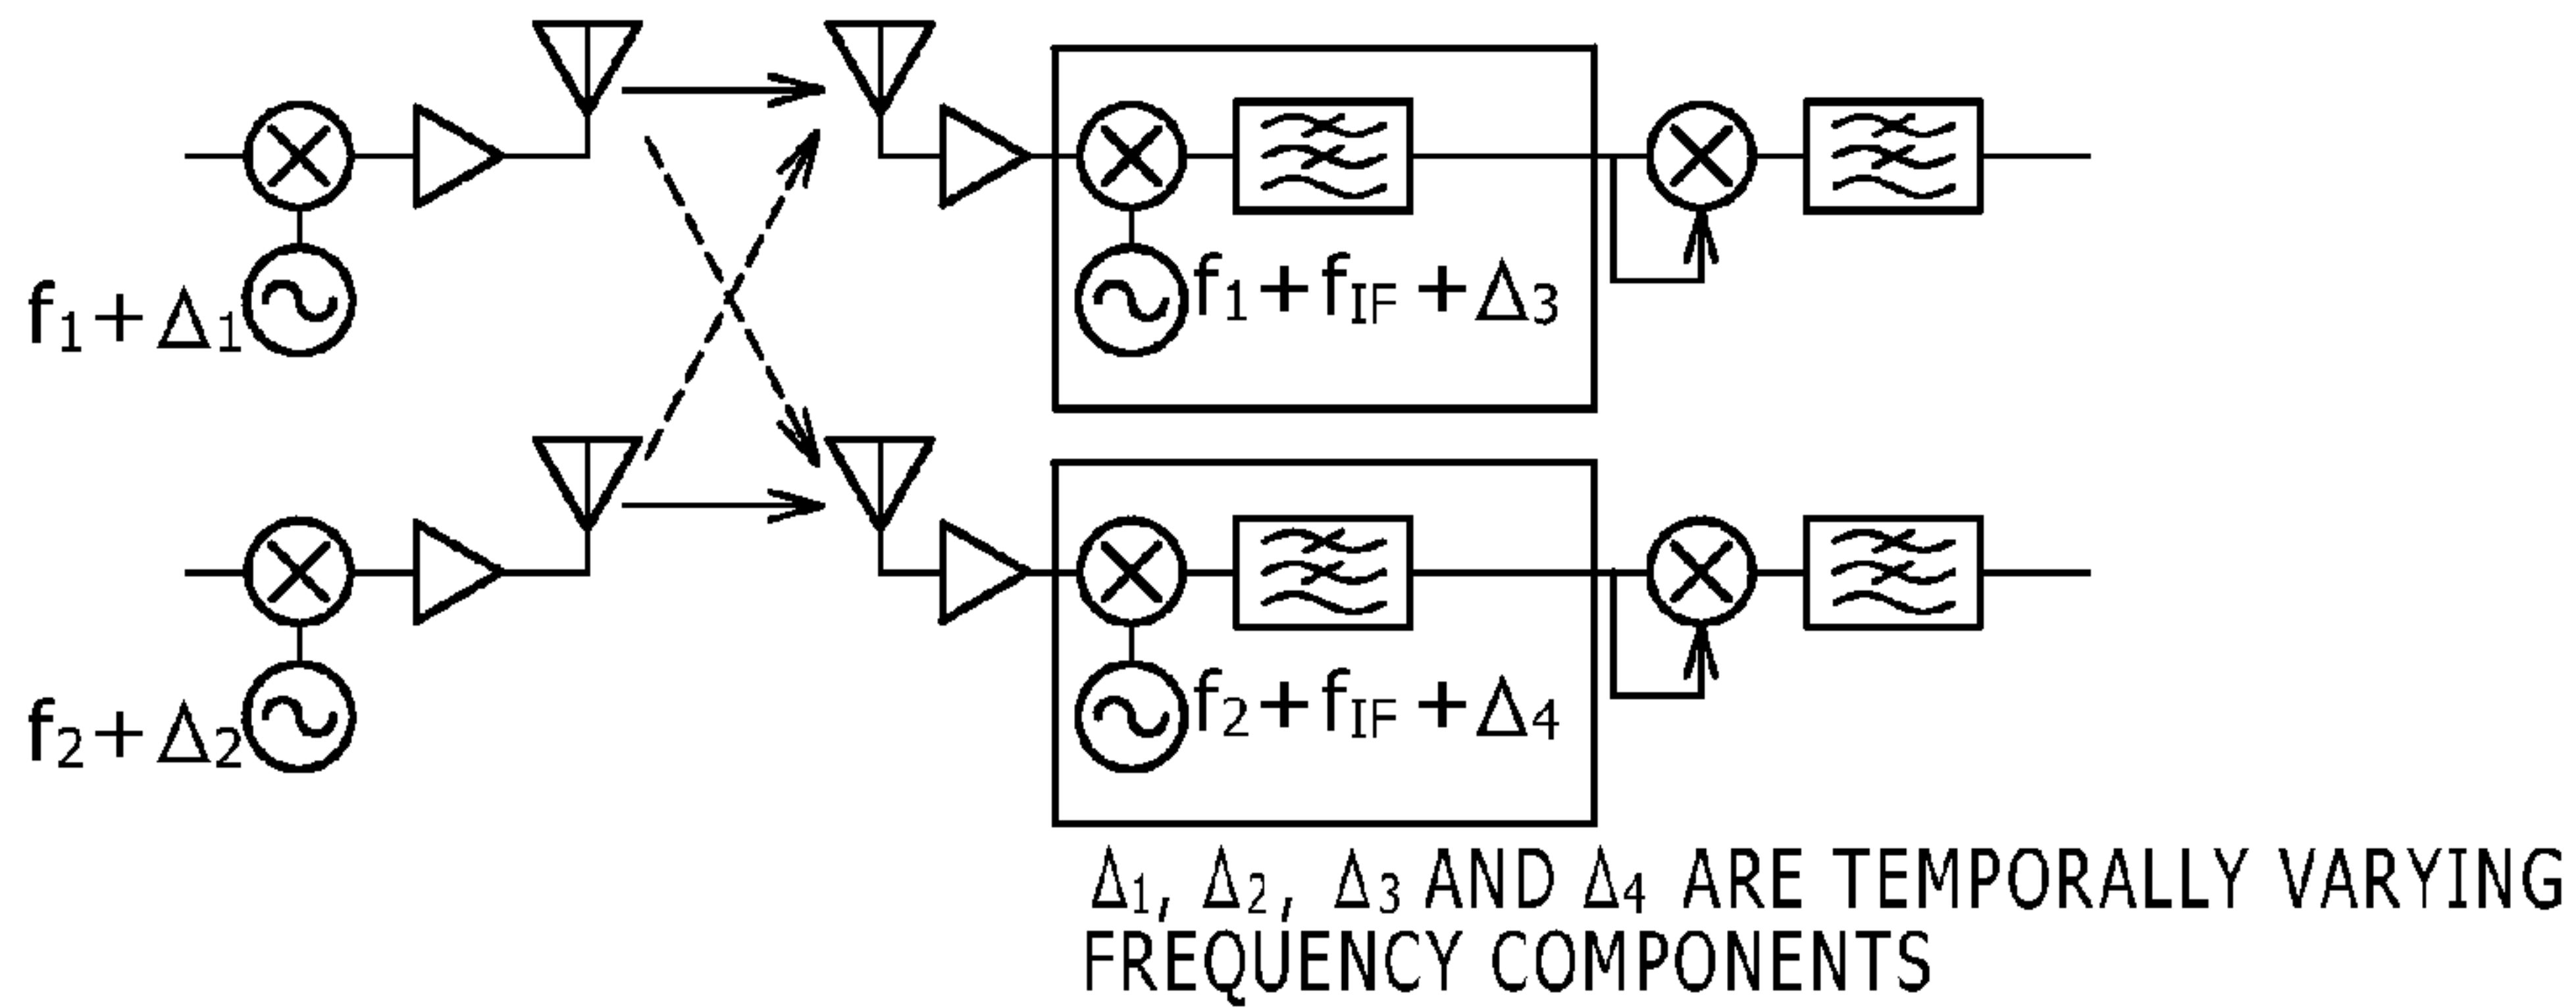 f₁+Δ₁
f₁+fIF+Δ₃
f₂+Δ₂
f₂+fIF+Δ₄
Δ₁, Δ₂, Δ₃ AND Δ₄ ARE TEMPORALLY VARYING
FREQUENCY COMPONENTS